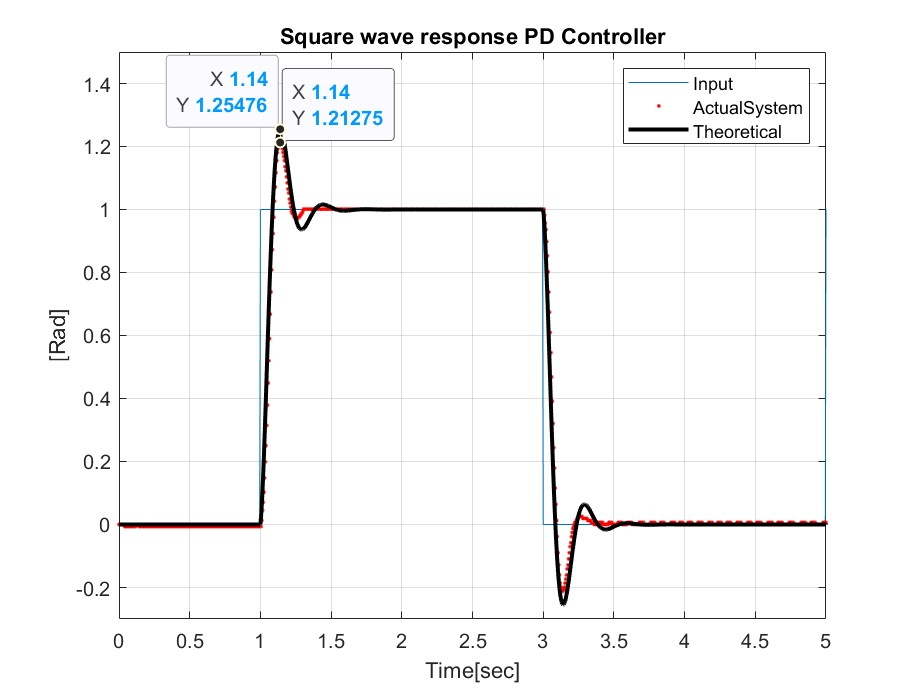 Square wave response PD Controller
X 1.14
Y 1.25476
X 1.14
Y 1.21275
Input
ActualSystem
Theoretical
1.4
1.2
1
0.8
0.6
0.4
0.2
0
-0.2
[Rad]
0 0.5 1 1.5 2 2.5 3 3.5 4 4.5 5
Time[sec]